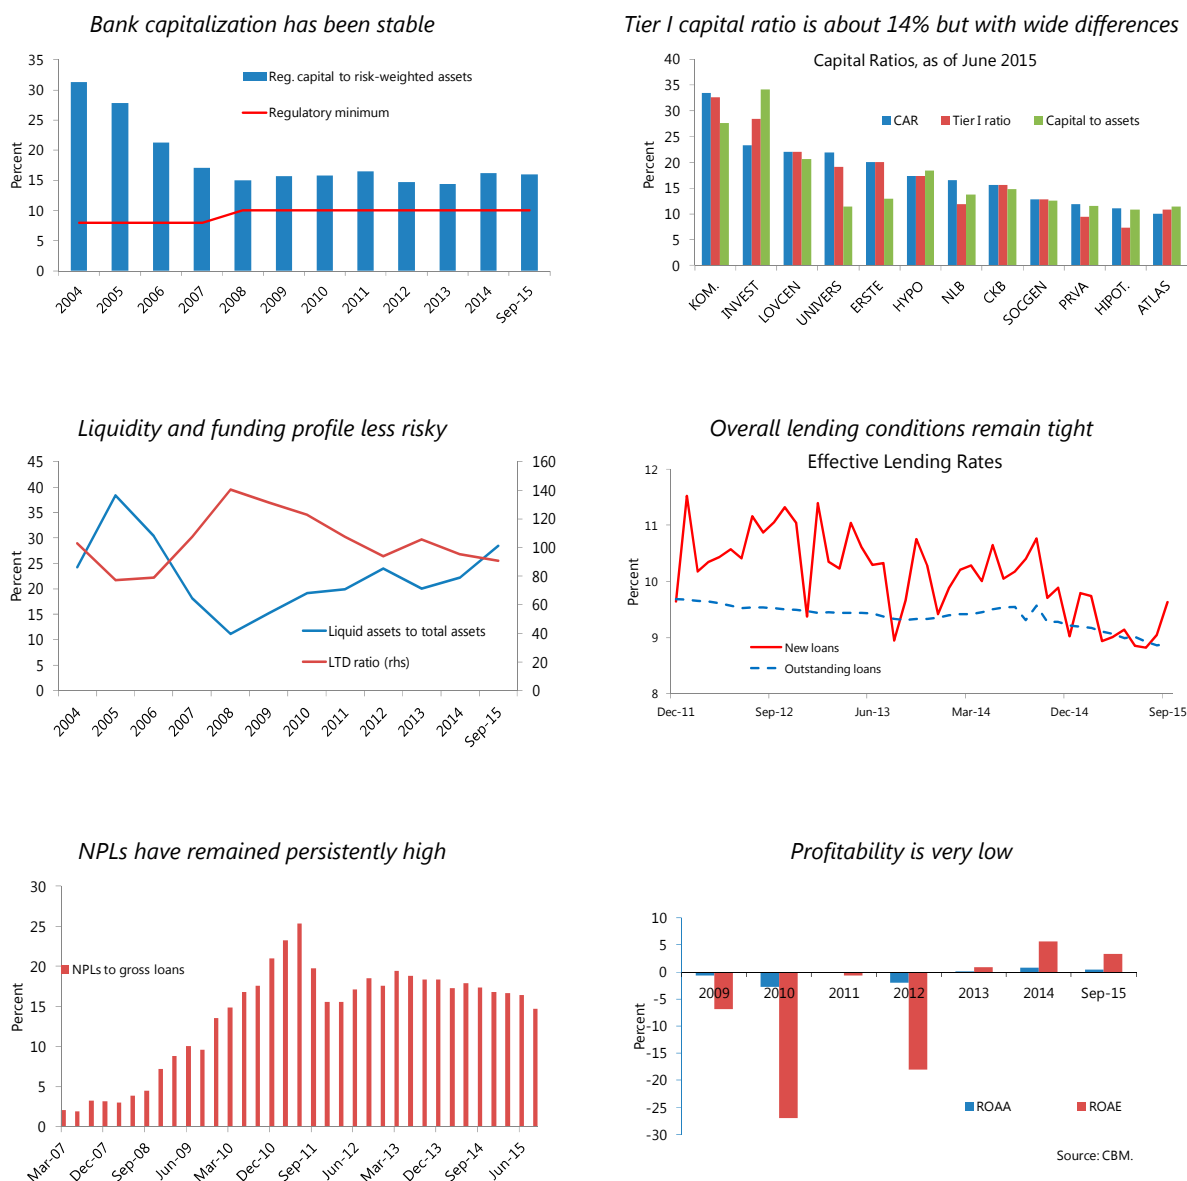 Bank capitalization has been stable
35
30
25
20
15
10
5
0
Percent
Reg. capital to risk-weighted assets
Regulatory minimum
2004
2005
2006
2007
2008
2009
2010
2011
2012
2013
2014
Sep-15
Tier I capital ratio is about 14% but with wide differences
Capital Ratios, as of June 2015
40
35
30
25
20
15
10
5
0
Percent
CAR
Tier I ratio
Capital to assets
KOM.
INVEST
LOVCEN
UNIVERS
ERSTE
HYPO
NLB
CKB
SOCGEN
PRVA
HIPOT.
ATLAS
Liquidity and funding profile less risky
45
40
35
30
25
20
15
10
5
0
Percent
160
140
120
100
80
60
40
20
0
Liquid assets to total assets
LTD ratio (rhs)
2004
2005
2006
2007
2008
2009
2010
2011
2012
2013
2014
Sep-15
Overall lending conditions remain tight
Effective Lending Rates
12
11
10
9
8
Percent
New loans
Outstanding loans
Dec-11
Sep-12
Jun-13
Mar-14
Dec-14
Sep-15
NPLs have remained persistently high
30
25
20
15
10
5
0
Percent
NPLs to gross loans
Mar-07
Dec-07
Sep-08
Jun-09
Mar-10
Dec-10
Sep-11
Jun-12
Mar-13
Dec-13
Sep-14
Jun-15
Profitability is very low
10
5
0
-5
-10
-15
-20
-25
-30
Percent
2009
2010
2011
2012
2013
2014
Sep-15
ROAA
ROAE
Source: CBM.